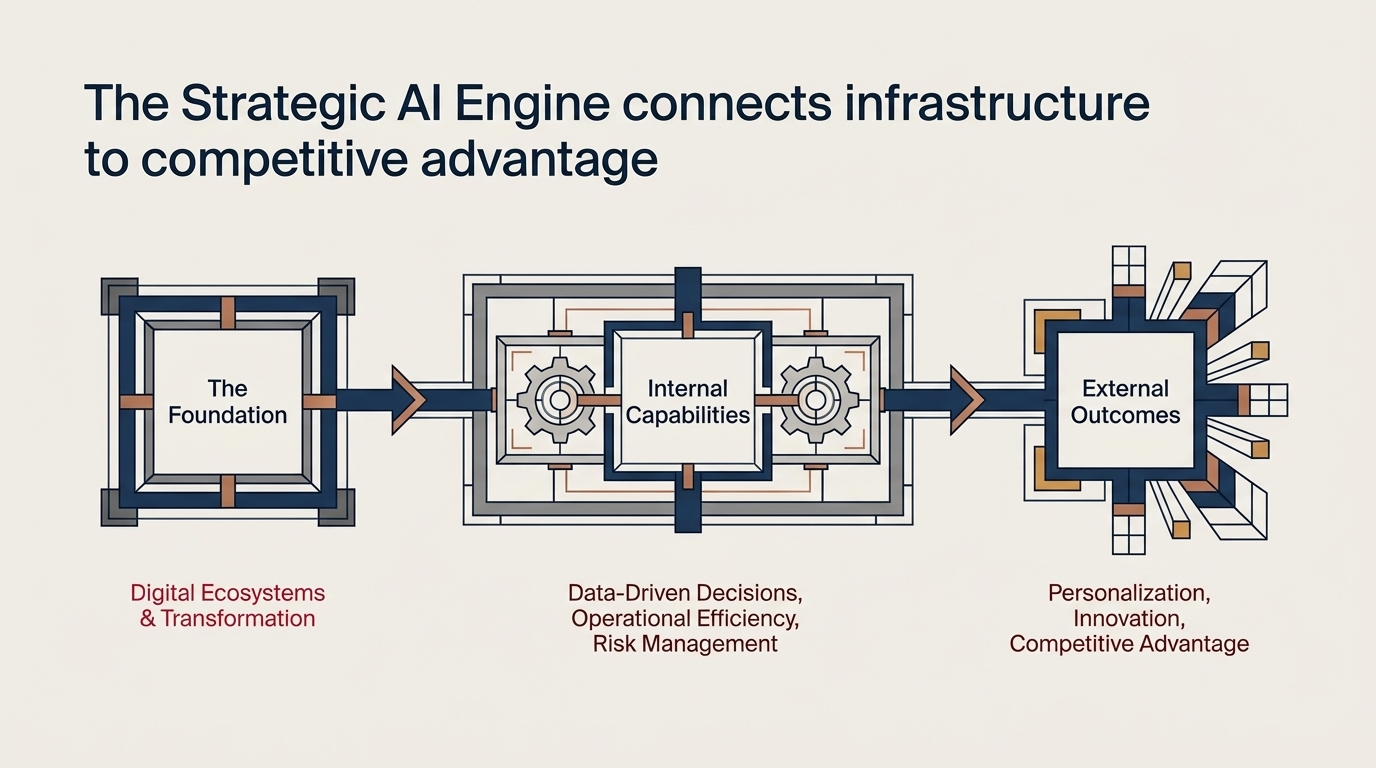 The Strategic AI Engine connects infrastructure
to competitive advantage
The
Foundation
Internal
Capabilities
External
Outcomes
Digital Ecosystems
& Transformation
Data-Driven Decisions,
Operational Efficiency,
Risk Management
Personalization,
Innovation,
Competitive Advantage